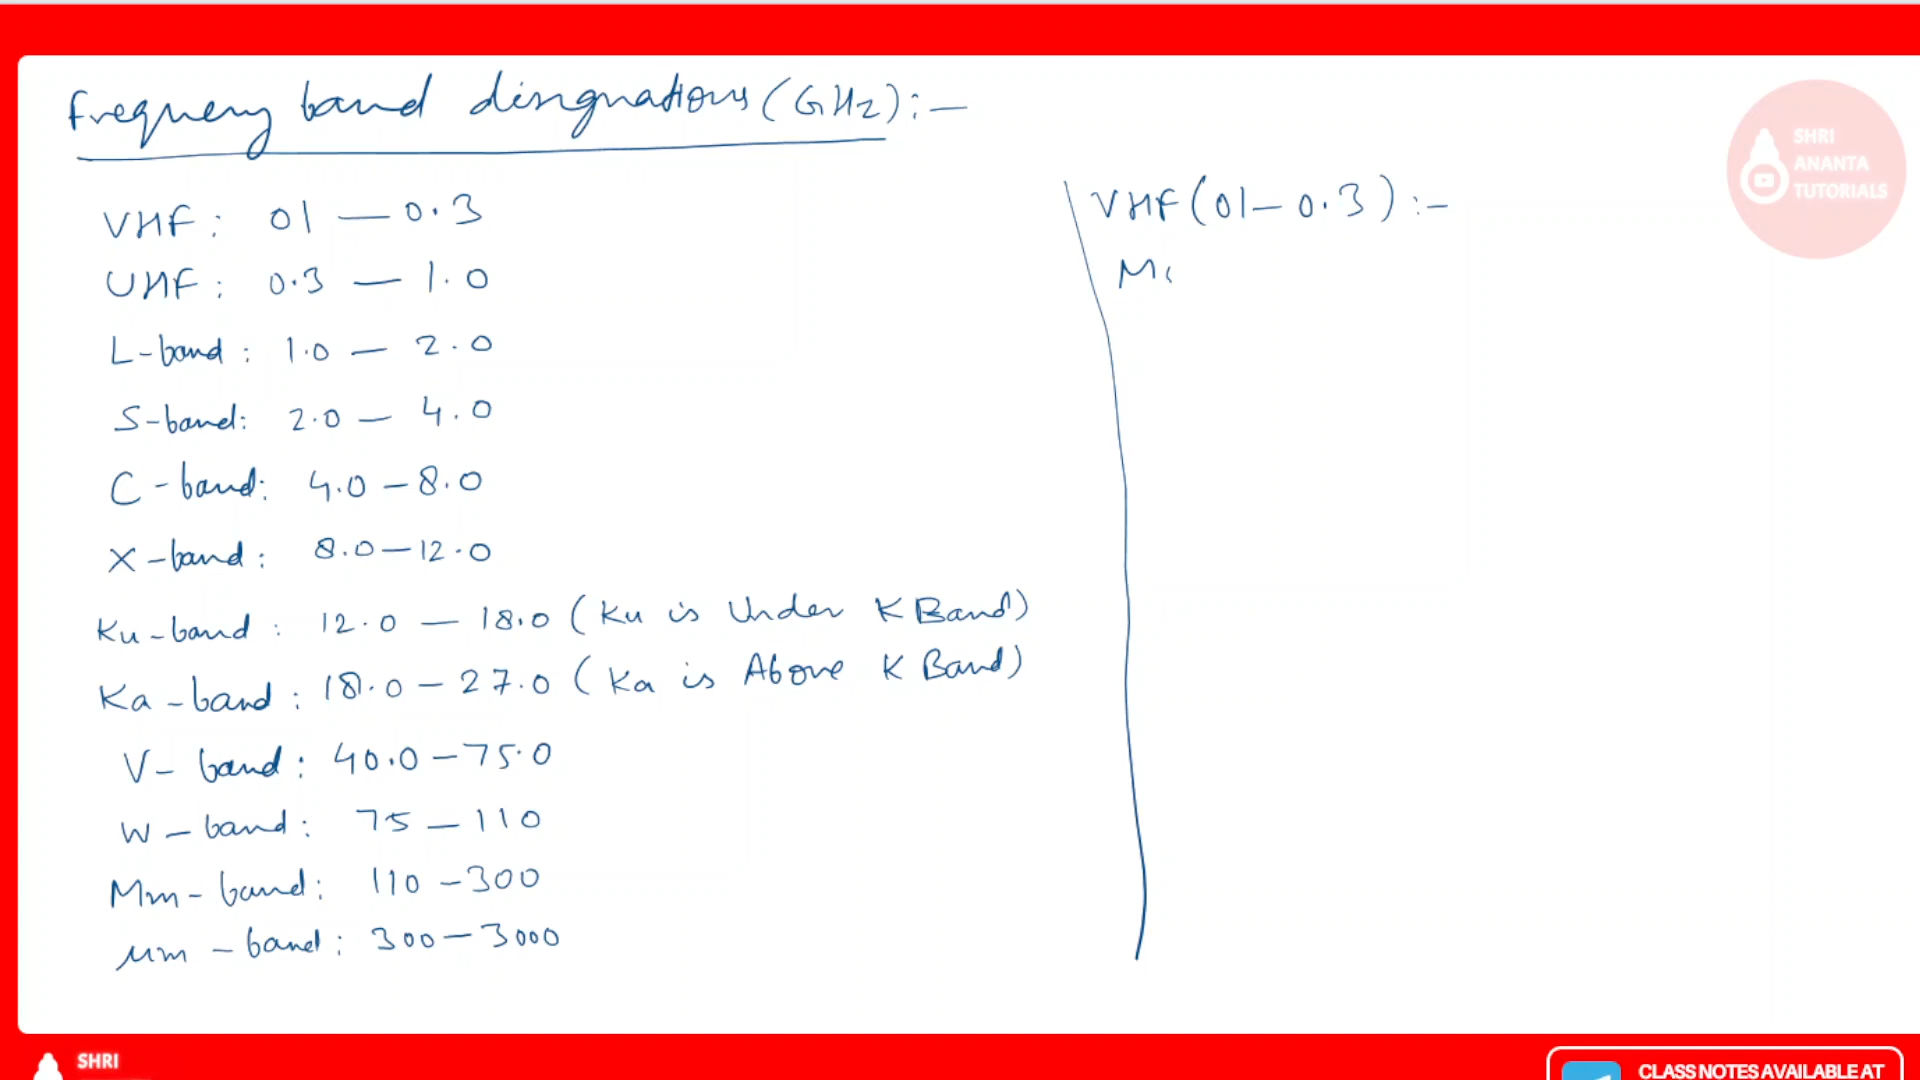 Frequeny band disngnations (GHz):-
VHF: 01 — 0.3
UHF: 0.3 — 1.0
L-band: 1.0 — 2.0
S-band: 2.0 — 4.0
C-band: 4.0 — 8.0
X-band: 8.0 — 12.0
Ku-band: 12.0 — 18.0 (Ku is Under K Band)
Ka-band: 18.0 — 27.0 (Ka is Above K Band)
V-band: 40.0 — 75.0
W-band: 75 — 110
Mm-band: 110 - 300
μm-band: 300 — 3000
VHF (01 — 0.3):-
SHRI
ANANTA
TUTORIALS
SHRI
CLASS NOTES AVAILABLE AT